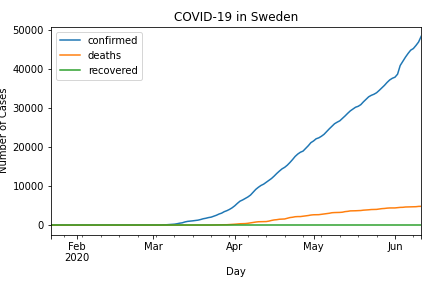 COVID-19 in Sweden
confirmed
deaths
recovered
Number of Cases
50000
40000
30000
20000
10000
0
Feb
2020
Mar
Apr
May
Jun
Day